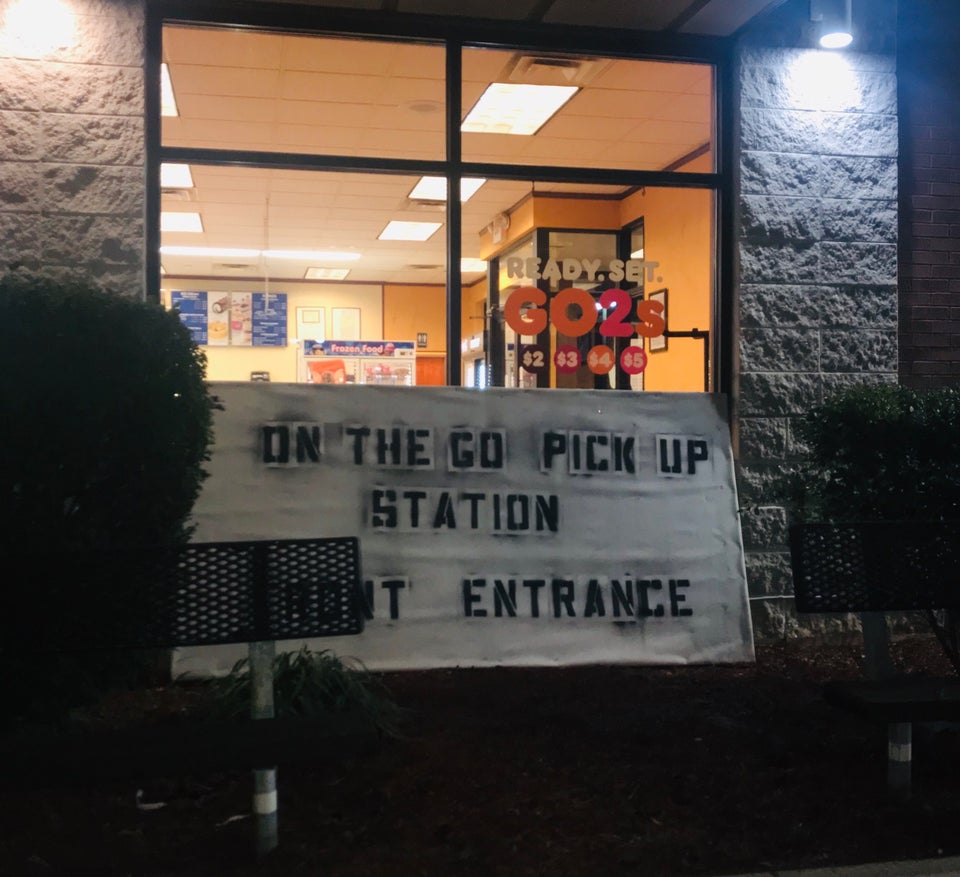 READY. SET.
GO2s
$2 $3 $4 $5
Frozen Food
ON THE GO PICK UP
STATION
ENTRANCE